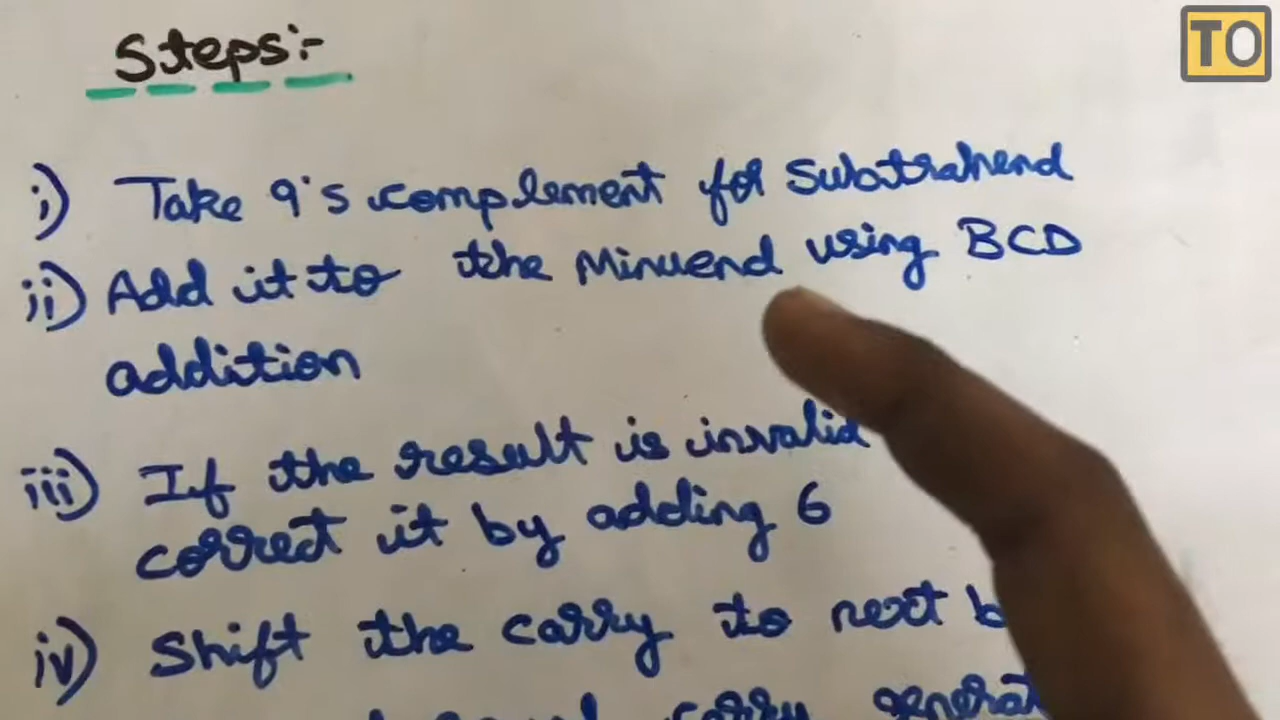 TO
Steps:-
i) Take 9's complement for Subtrahend
ii) Add it to the Minuend using BCD
addition
iii) If the result is invalid
correct it by adding 6
iv) Shift the carry to next
carry